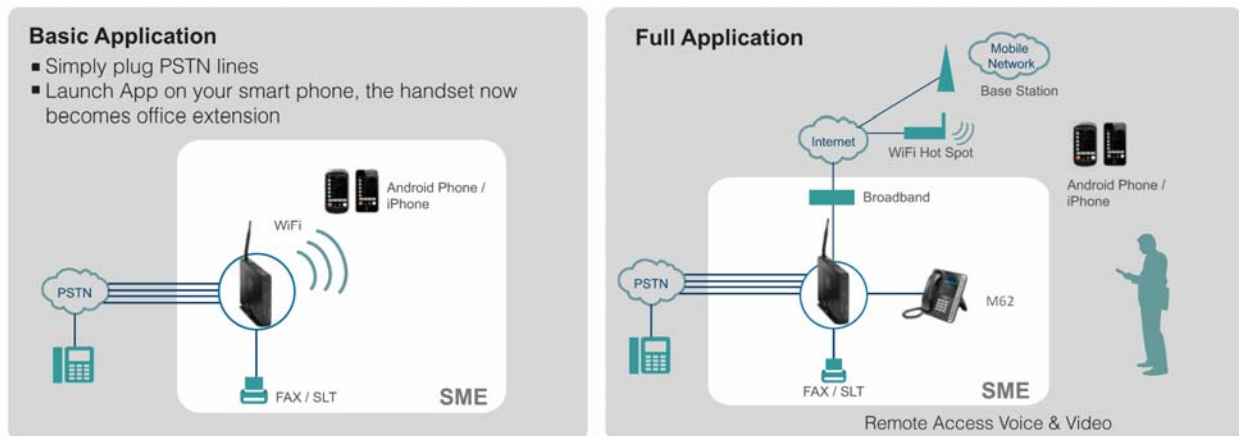 Basic Application
▪ Simply plug PSTN lines
▪ Launch App on your smart phone, the handset now
becomes office extension
Android Phone /
iPhone
WiFi
PSTN
FAX / SLT
SME
Full Application
Mobile
Network
Base Station
Internet
WiFi Hot Spot
Android Phone /
iPhone
Broadband
PSTN
M62
FAX / SLT
SME
Remote Access Voice & Video